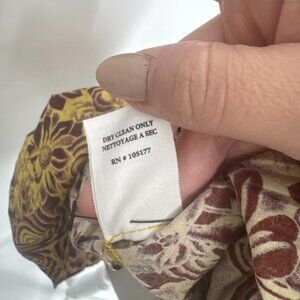 DRY CLEAN ONLY
NETTOYAGE A SEC
RN # 105177